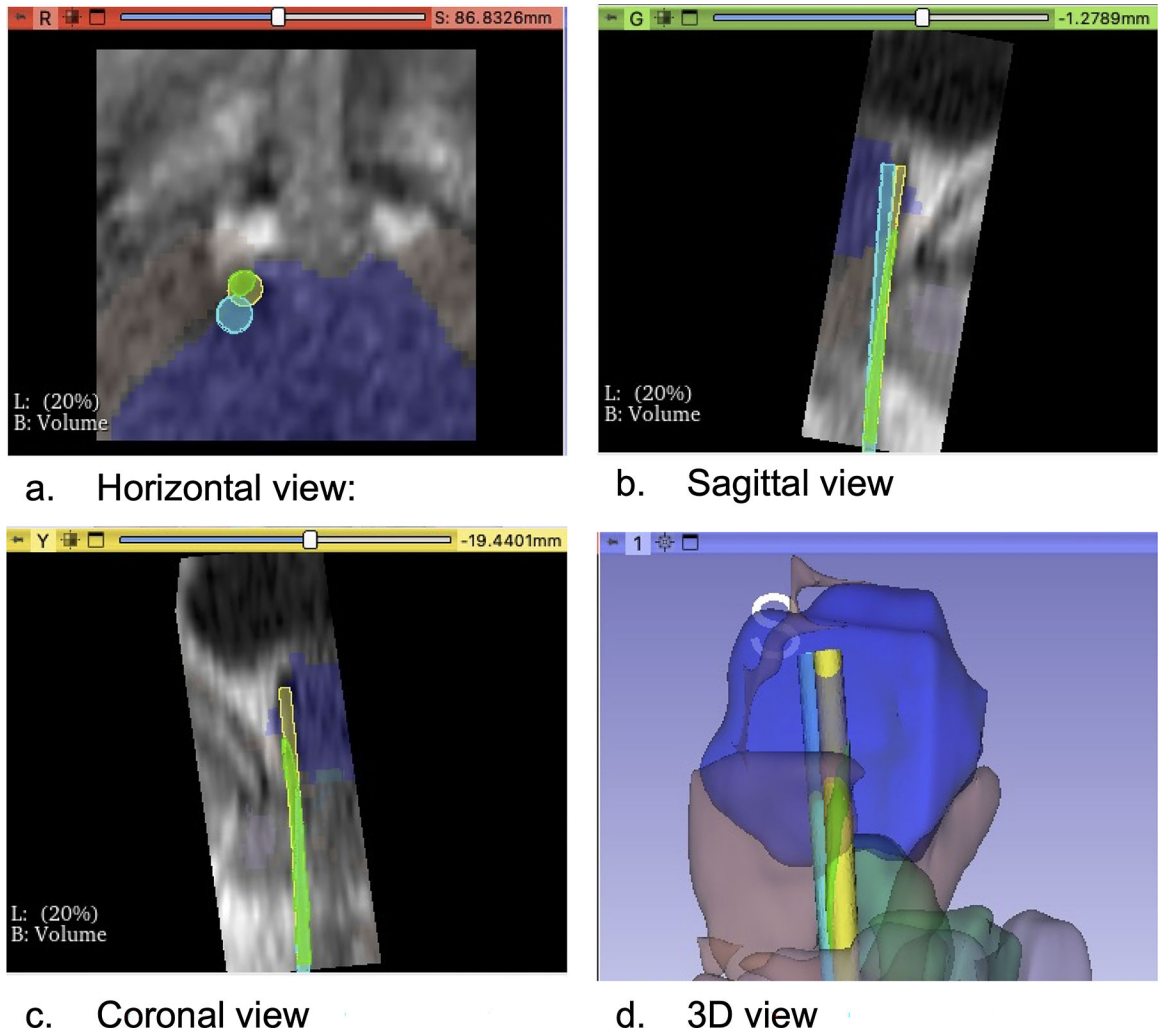 R S: 86.8326mm
L: (20%)
B: Volume
a. Horizontal view:
G -1.2789mm
L: (20%)
B: Volume
b. Sagittal view
Y -19.4401mm
L: (20%)
B: Volume
c. Coronal view
1
d. 3D view